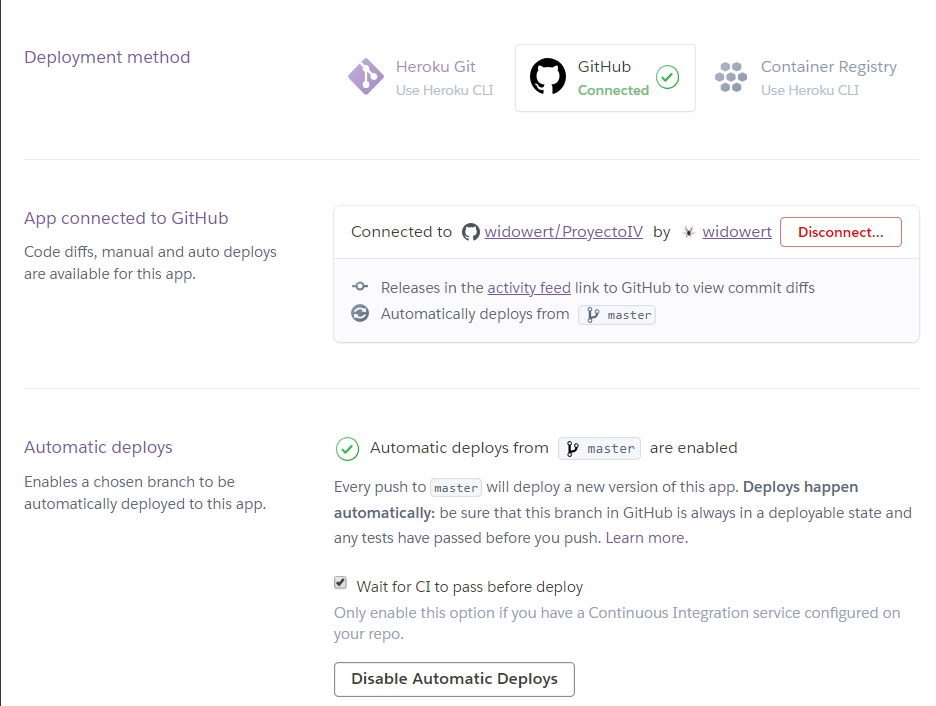 Deployment method
Heroku Git
Use Heroku CLI
GitHub
Connected
Container Registry
Use Heroku CLI
App connected to GitHub
Code diffs, manual and auto deploys
are available for this app.
Connected to widowert/ProyectoIV by widowert Disconnect...
Releases in the activity feed link to GitHub to view commit diffs
Automatically deploys from master
Automatic deploys
Enables a chosen branch to be
automatically deployed to this app.
Automatic deploys from master are enabled
Every push to master will deploy a new version of this app. Deploys happen
automatically: be sure that this branch in GitHub is always in a deployable state and
any tests have passed before you push. Learn more.
Wait for CI to pass before deploy
Only enable this option if you have a Continuous Integration service configured on
your repo.
Disable Automatic Deploys